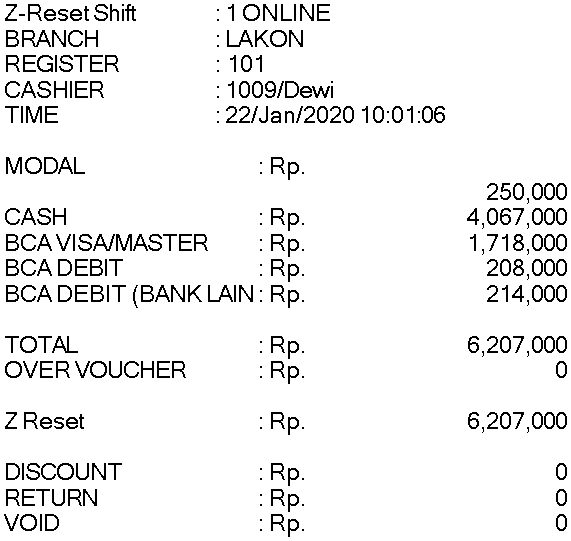 Z-Reset Shift : 1 ONLINE
BRANCH : LAKON
REGISTER : 101
CASHIER : 1009/Dewi
TIME : 22/Jan/2020 10:01:06
MODAL : Rp.
250,000
CASH : Rp. 4,067,000
BCA VISA/MASTER : Rp. 1,718,000
BCA DEBIT : Rp. 208,000
BCA DEBIT (BANK LAIN : Rp. 214,000
TOTAL : Rp. 6,207,000
OVER VOUCHER : Rp. 0
Z Reset : Rp. 6,207,000
DISCOUNT : Rp. 0
RETURN : Rp. 0
VOID : Rp. 0